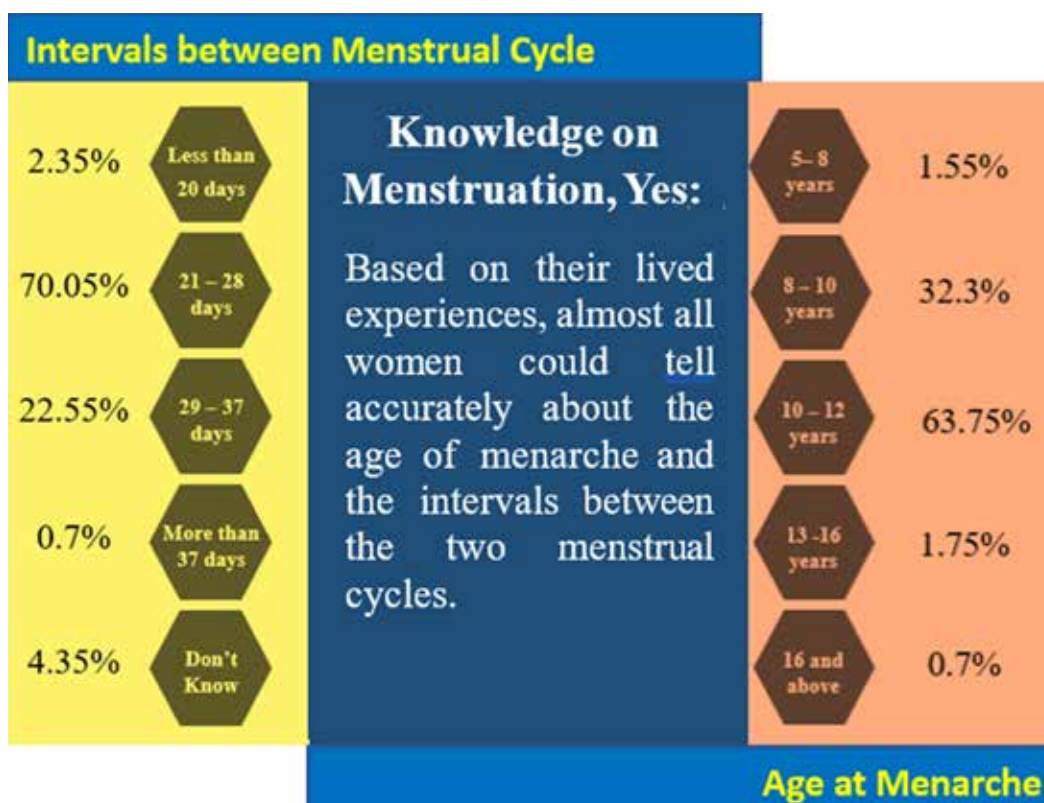 Intervals between Menstrual Cycle
2.35%
Less than
20 days
70.05%
21 – 28
days
22.55%
29 – 37
days
0.7%
More than
37 days
4.35%
Don't
Know
Knowledge on
Menstruation, Yes:
Based on their lived
experiences, almost all
women could tell
accurately about the
age of menarche and
the intervals between
the two menstrual
cycles.
5– 8
years
1.55%
8 – 10
years
32.3%
10 – 12
years
63.75%
13 -16
years
1.75%
16 and
above
0.7%
Age at Menarche